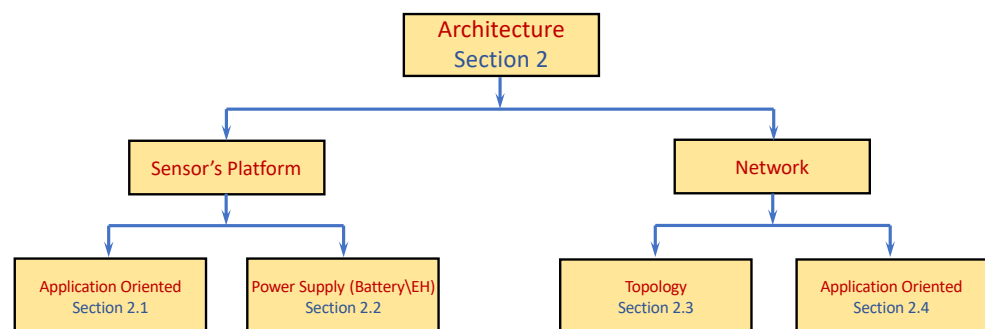 Architecture
Section 2
Sensor’s Platform
Network
Application Oriented
Section 2.1
Power Supply (Battery\EH)
Section 2.2
Topology
Section 2.3
Application Oriented
Section 2.4